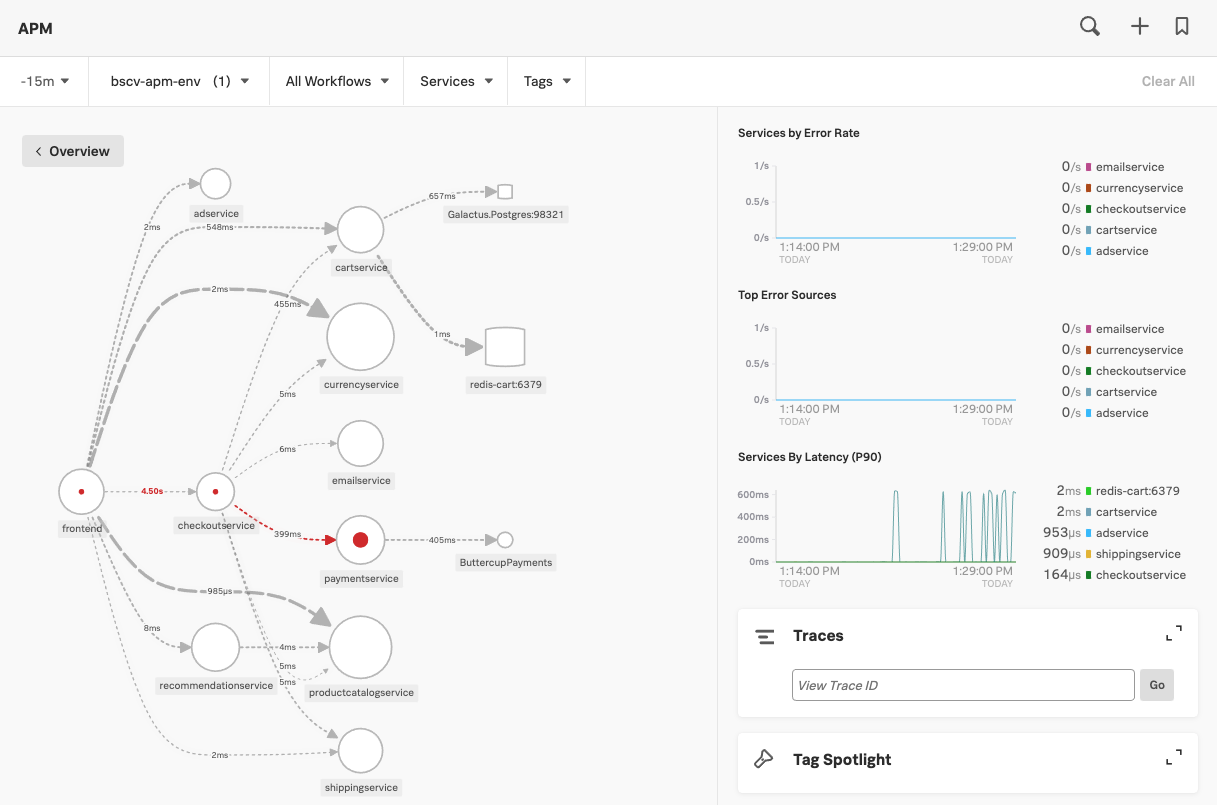 APM
-15m
bscv-apm-env (1)
All Workflows
Services
Tags
Clear All
Overview
adservice
2ms
548ms
657ms
Galactus.Postgres:98321
cartservice
2ms
455ms
1ms
currencyservice
redis-cart:6379
5ms
6ms
emailservice
4.50s
frontend
checkoutservice
399ms
405ms
paymentservice
ButtercupPayments
985µs
8ms
4ms
5ms
5ms
recommendationservice
productcatalogservice
2ms
shippingservice
Services by Error Rate
1/s
0.5/s
0/s
1:14:00 PM
TODAY
1:29:00 PM
TODAY
0/s emailservice
0/s currencyservice
0/s checkoutservice
0/s cartservice
0/s adservice
Top Error Sources
1/s
0.5/s
0/s
1:14:00 PM
TODAY
1:29:00 PM
TODAY
0/s emailservice
0/s currencyservice
0/s checkoutservice
0/s cartservice
0/s adservice
Services By Latency (P90)
600ms
400ms
200ms
0ms
1:14:00 PM
TODAY
1:29:00 PM
TODAY
2ms redis-cart:6379
2ms cartservice
953µs adservice
909µs shippingservice
164µs checkoutservice
Traces
View Trace ID
Go
Tag Spotlight